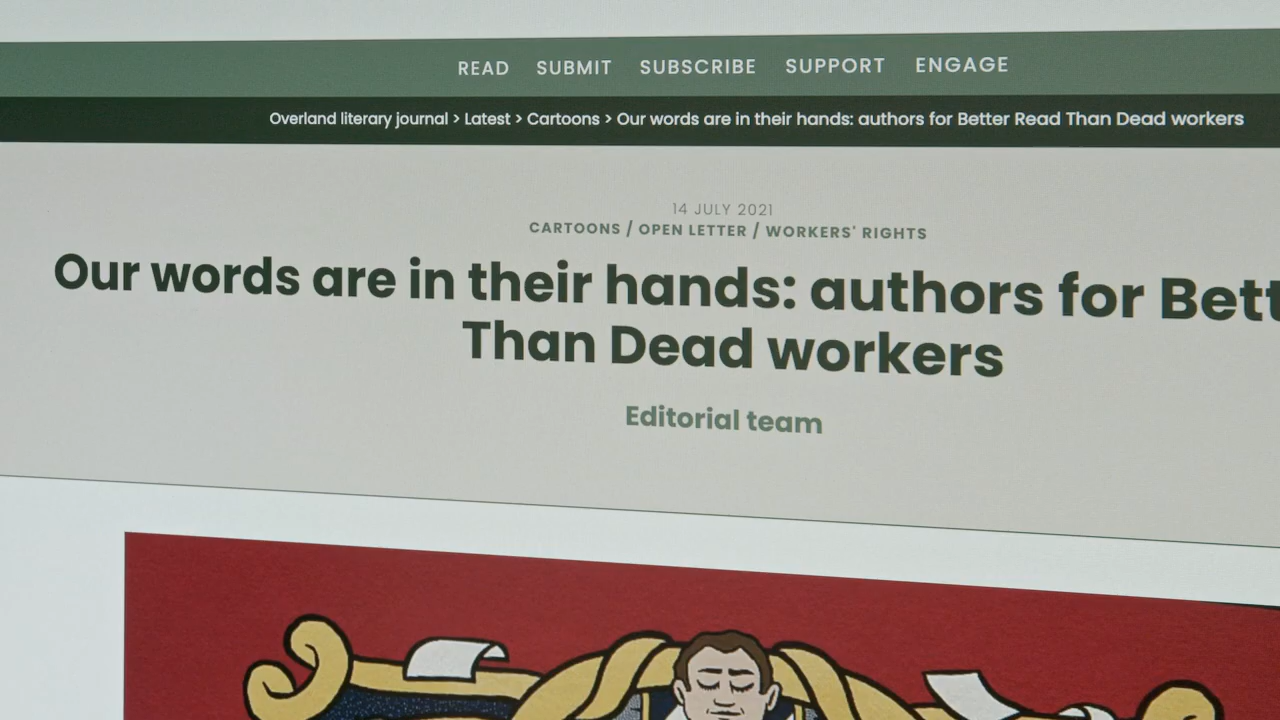 READ SUBMIT SUBSCRIBE SUPPORT ENGAGE
Overland literary journal > Latest > Cartoons > Our words are in their hands: authors for Better Read Than Dead workers
14 JULY 2021
CARTOONS / OPEN LETTER / WORKERS' RIGHTS
Our words are in their hands: authors for Bett
Than Dead workers
Editorial team